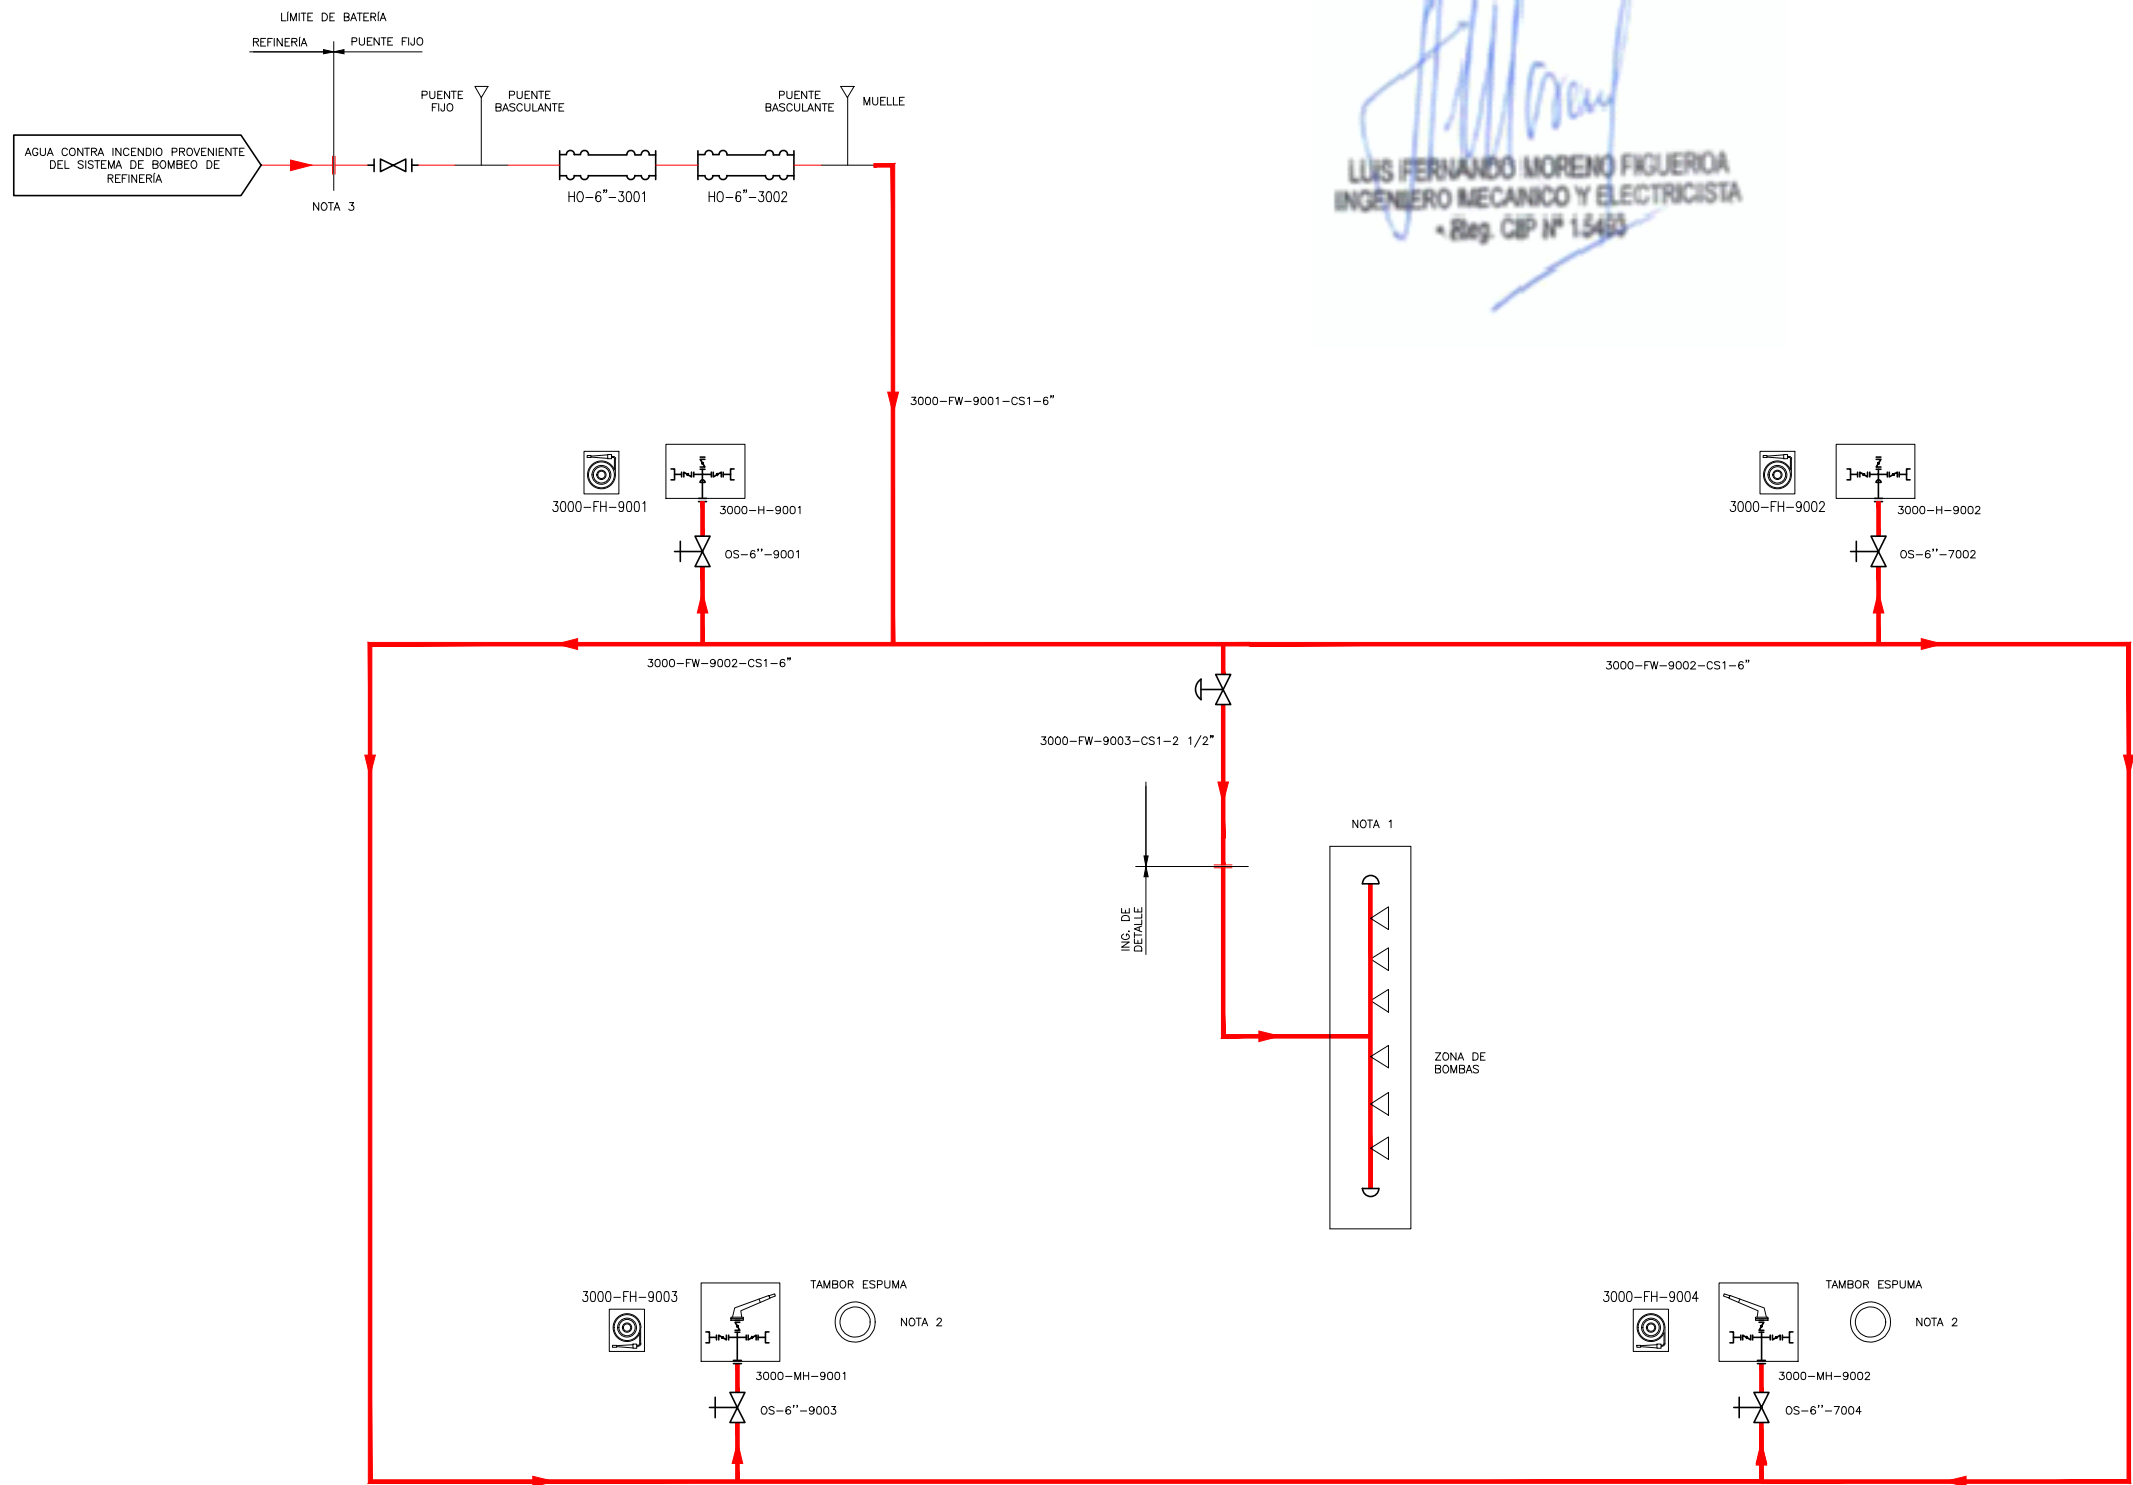 LÍMITE DE BATERÍA
REFINERÍA
PUENTE FIJO
PUENTE
FIJO
PUENTE
BASCULANTE
PUENTE
BASCULANTE
MUELLE
AGUA CONTRA INCENDIO PROVENIENTE
DEL SISTEMA DE BOMBEO DE
REFINERÍA
NOTA 3
HO-6"-3001
HO-6"-3002
LUIS FERNANDO MORENO FIGUEROA
INGENIERO MECANICO Y ELECTRICISTA
Reg. CIP Nº
3000-FW-9001-CS1-6"
3000-FH-9001
3000-H-9001
OS-6''-9001
3000-FH-9002
3000-H-9002
OS-6''-7002
3000-FW-9002-CS1-6"
3000-FW-9002-CS1-6"
3000-FW-9003-CS1-2 1/2"
NOTA 1
ING. DE
DETALLE
ZONA DE
BOMBAS
3000-FH-9003
TAMBOR ESPUMA
NOTA 2
3000-MH-9001
OS-6''-9003
3000-FH-9004
TAMBOR ESPUMA
NOTA 2
3000-MH-9002
OS-6''-7004